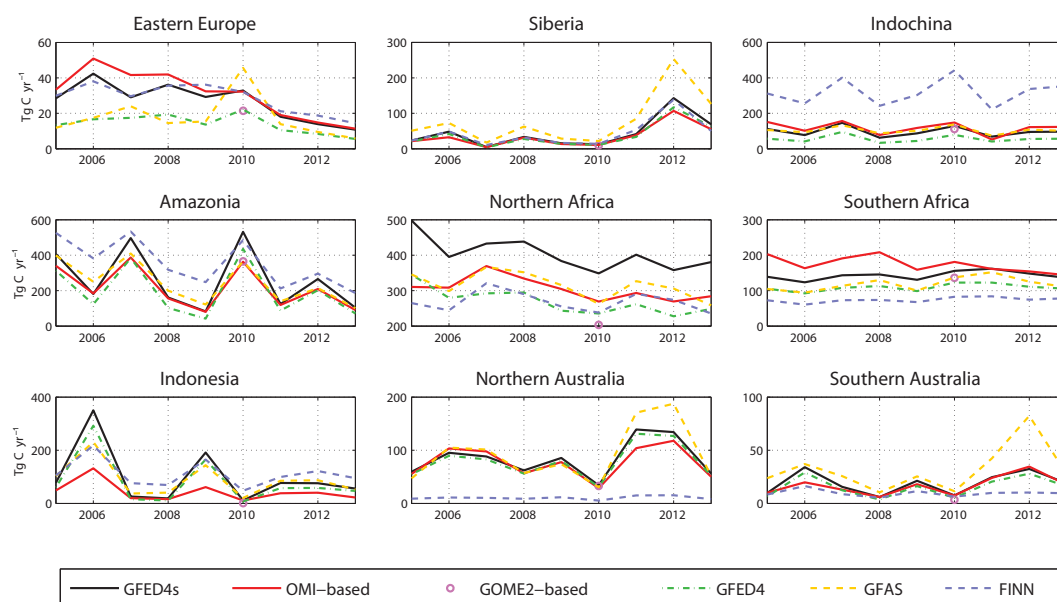 Eastern Europe
Siberia
Indochina
Tg C yr⁻¹
60
40
20
0
2006 2008 2010 2012
300
200
100
0
2006 2008 2010 2012
600
400
200
0
2006 2008 2010 2012
Amazonia
Northern Africa
Southern Africa
Tg C yr⁻¹
600
400
200
0
2006 2008 2010 2012
500
400
300
200
2006 2008 2010 2012
300
200
100
0
2006 2008 2010 2012
Indonesia
Northern Australia
Southern Australia
Tg C yr⁻¹
400
200
0
2006 2008 2010 2012
200
100
0
2006 2008 2010 2012
100
50
0
2006 2008 2010 2012
GFED4s OMI−based GOME2−based GFED4 GFAS FINN